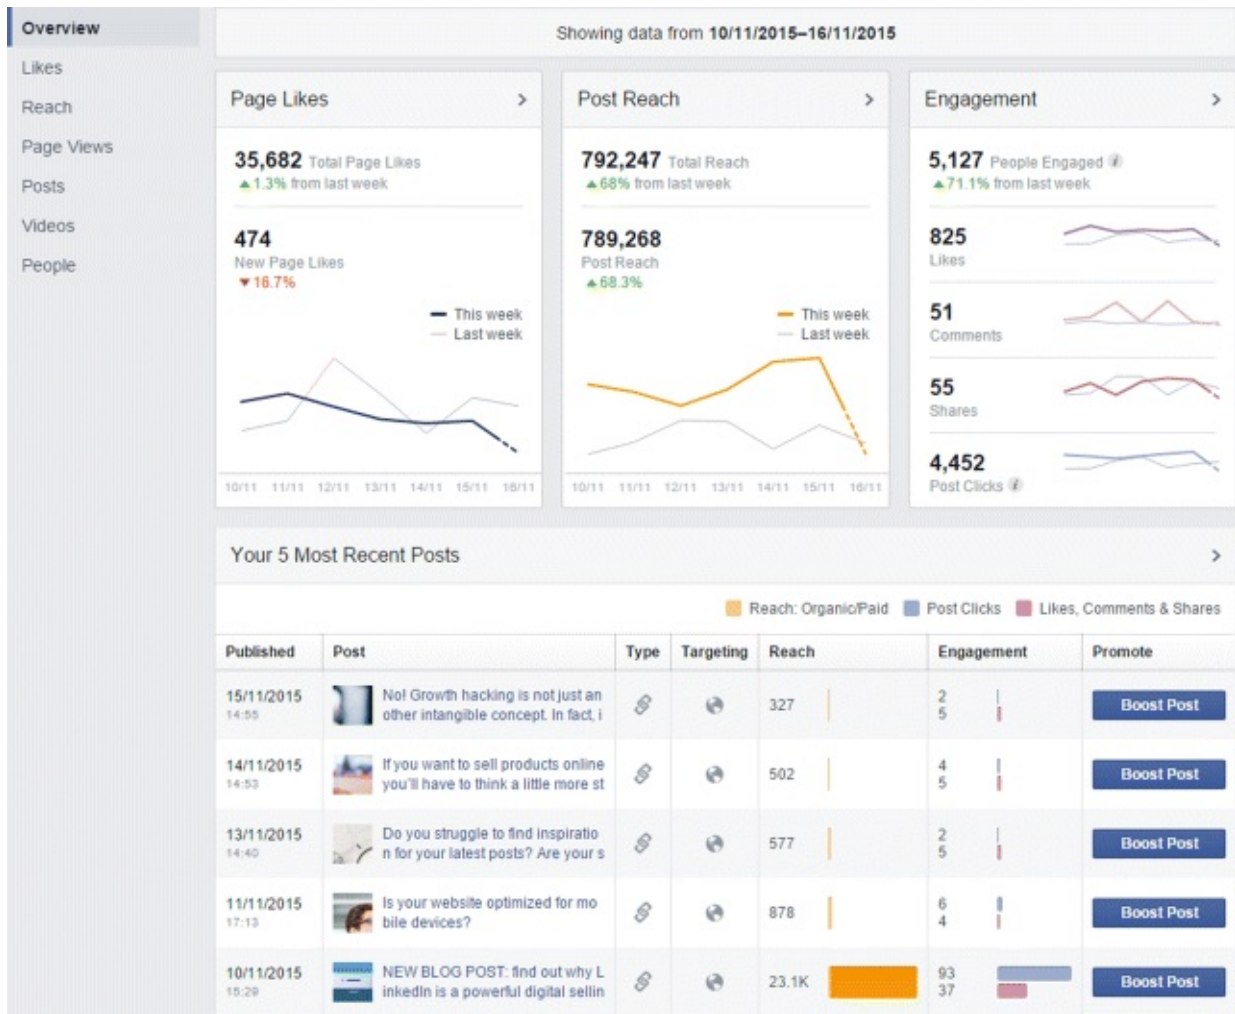 Overview
Likes
Reach
Page Views
Posts
Videos
People
Showing data from 10/11/2015–16/11/2015
Page Likes
35,682 Total Page Likes
1.3% from last week
474
New Page Likes
16.7%
This week
Last week
10/11 11/11 12/11 13/11 14/11 15/11 16/11
Post Reach
792,247 Total Reach
68% from last week
789,268
Post Reach
68.3%
This week
Last week
10/11 11/11 12/11 13/11 14/11 15/11 16/11
Engagement
5,127 People Engaged i
71.1% from last week
825
Likes
51
Comments
55
Shares
4,452
Post Clicks i
Your 5 Most Recent Posts
Reach: Organic/Paid Post Clicks Likes, Comments & Shares
Published Post Type Targeting Reach Engagement Promote
15/11/2015
14:55
No! Growth hacking is not just an
other intangible concept. In fact, i
327
2
5
Boost Post
14/11/2015
14:53
If you want to sell products online
you'll have to think a little more st
502
4
5
Boost Post
13/11/2015
14:40
Do you struggle to find inspiratio
n for your latest posts? Are your s
577
2
5
Boost Post
11/11/2015
17:13
Is your website optimized for mo
bile devices?
878
6
4
Boost Post
10/11/2015
15:29
NEW BLOG POST: find out why L
inkedIn is a powerful digital sellin
23.1K
93
37
Boost Post